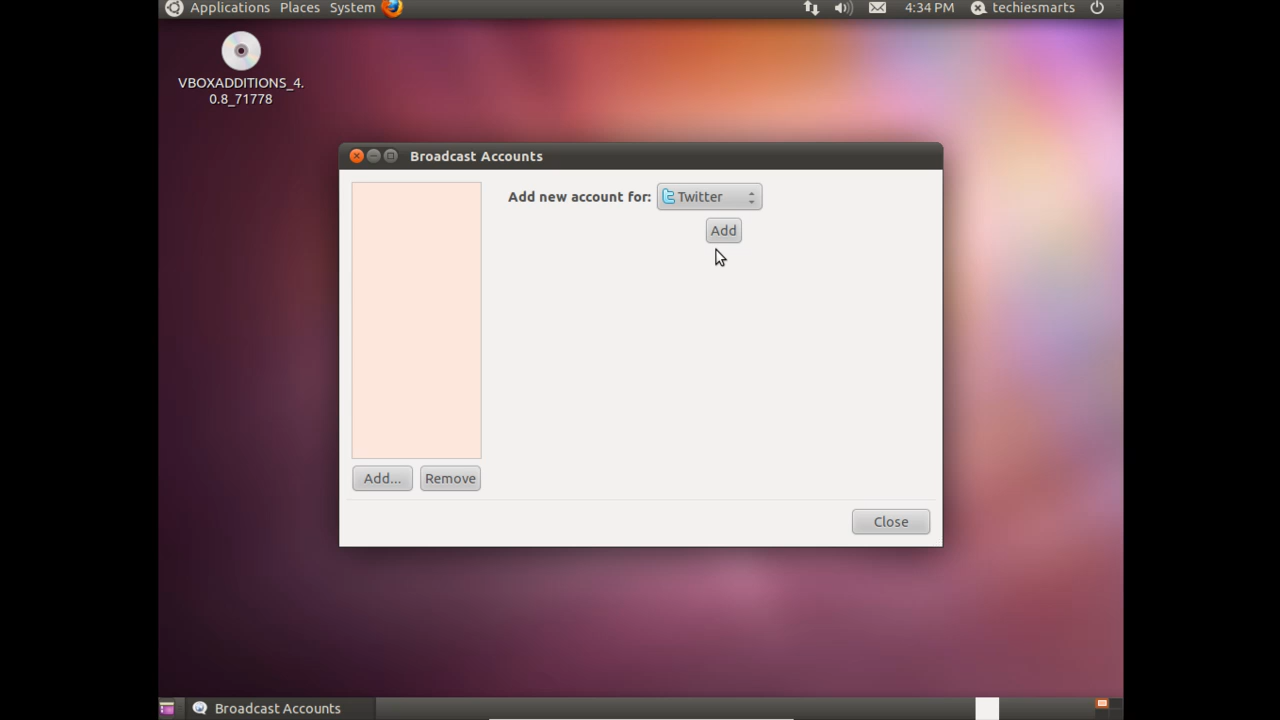 Applications Places System 4:34 PM techiesmarts
VBOXADDITIONS_4.
0.8_71778
Broadcast Accounts
Add new account for: Twitter
Add
Add... Remove
Close
Broadcast Accounts